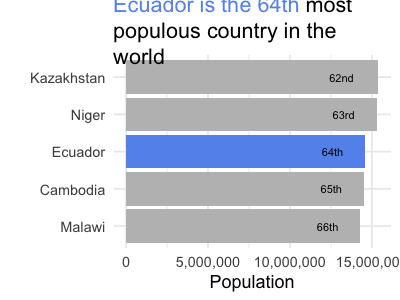 Ecuador is the 64th most
populous country in the
world
Kazakhstan 62nd
Niger 63rd
Ecuador 64th
Cambodia 65th
Malawi 66th
0 5,000,000 10,000,000 15,000,00
Population